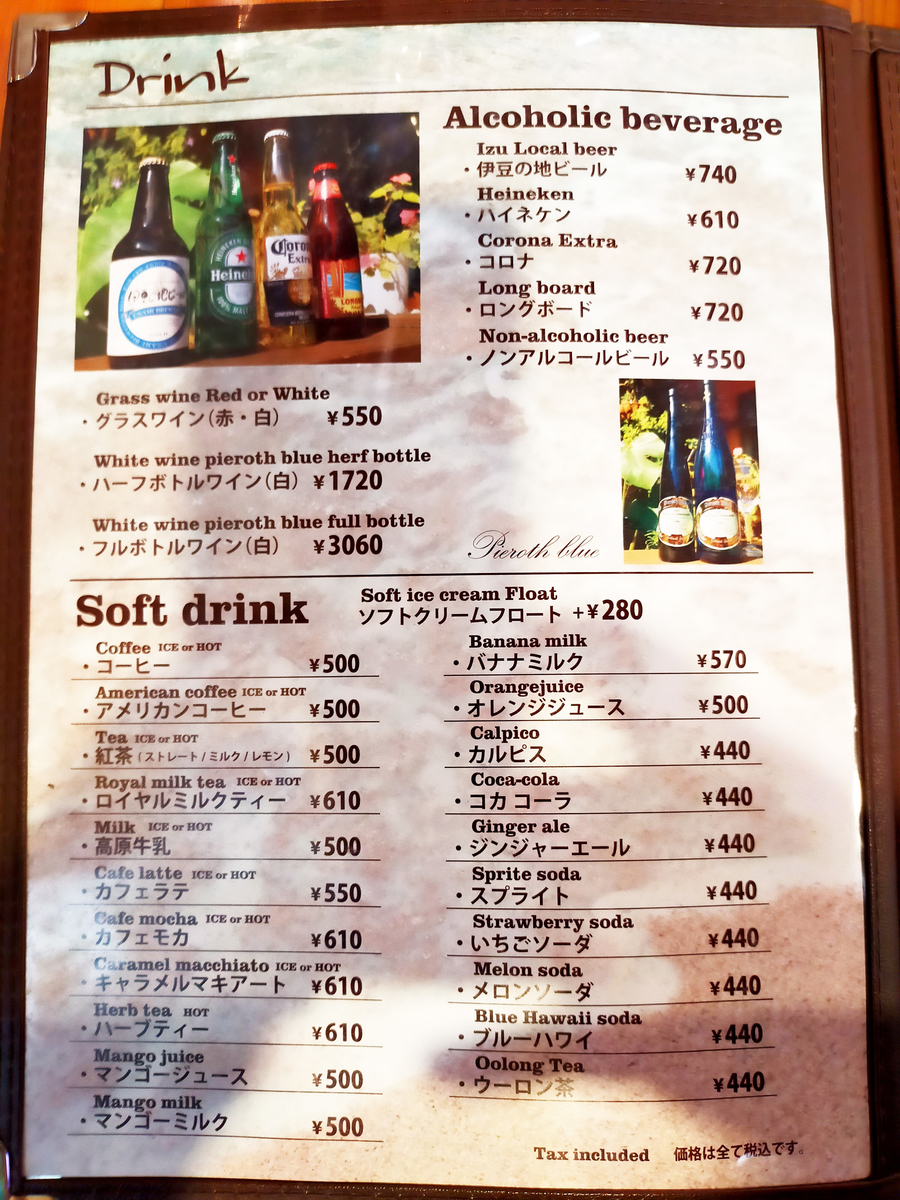 Drink
Alcoholic beverage
Izu Local beer
・伊豆の地ビール ¥740
Heineken
・ハイネケン ¥610
Corona Extra
・コロナ ¥720
Long board
・ロングボード ¥720
Non-alcoholic beer
・ノンアルコールビール ¥550
Heineken
Corona
Extra
Grass wine Red or White
・グラスワイン(赤・白) ¥550
White wine pieroth blue herf bottle
・ハーフボトルワイン(白) ¥1720
White wine pieroth blue full bottle
・フルボトルワイン(白) ¥3060
Pieroth blue
Soft drink
Soft ice cream Float
ソフトクリームフロート +¥280
Coffee ICE or HOT
・コーヒー ¥500
American coffee ICE or HOT
・アメリカンコーヒー ¥500
Tea ICE or HOT
・紅茶(ストレート/ミルク/レモン) ¥500
Royal milk tea ICE or HOT
・ロイヤルミルクティー ¥610
Milk ICE or HOT
・高原牛乳 ¥500
Cafe latte ICE or HOT
・カフェラテ ¥550
Cafe mocha ICE or HOT
・カフェモカ ¥610
Caramel macchiato ICE or HOT
・キャラメルマキアート ¥610
Herb tea HOT
・ハーブティー ¥610
Mango juice
・マンゴージュース ¥500
Mango milk
・マンゴーミルク ¥500
Banana milk
・バナナミルク ¥570
Orangejuice
・オレンジジュース ¥500
Calpico
・カルピス ¥440
Coca-cola
・コカ コーラ ¥440
Ginger ale
・ジンジャーエール ¥440
Sprite soda
・スプライト ¥440
Strawberry soda
・いちごソーダ ¥440
Melon soda
・メロンソーダ ¥440
Blue Hawaii soda
・ブルーハワイ ¥440
Oolong Tea
・ウーロン茶 ¥440
Tax included 価格は全て税込です。